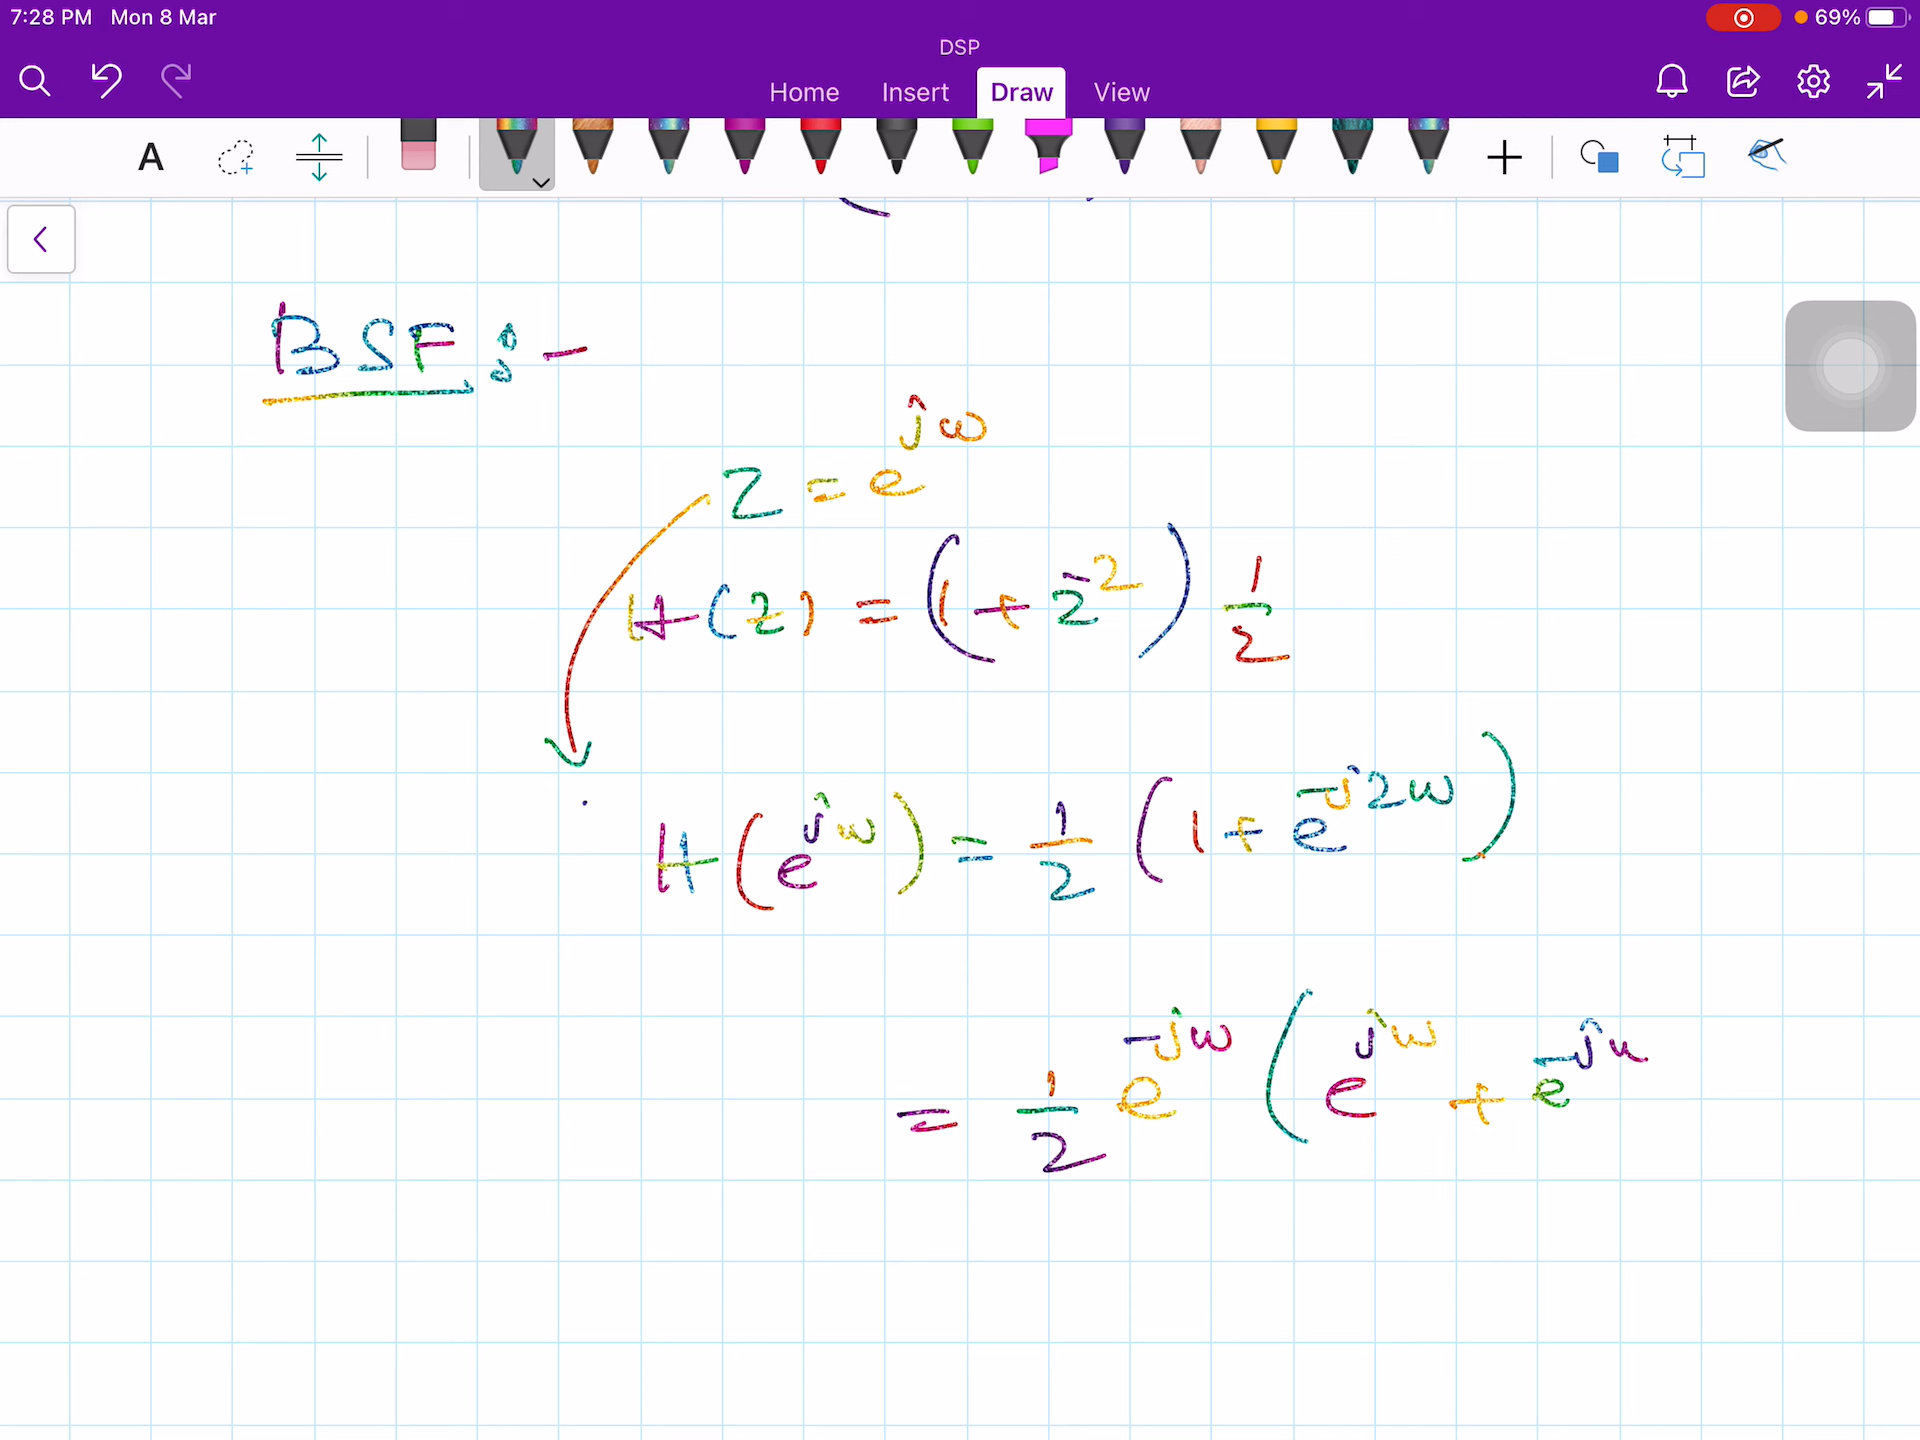 7:28 PM Mon 8 Mar 69%
DSP
Home Insert Draw View
A
BSF :-
z = e^{jω}
H(z) = (1 + z^{-2}) 1/2
H(e^{jω}) = 1/2 (1 + e^{-j2ω})
= 1/2 e^{-jω} (e^{jω} + e^{-j